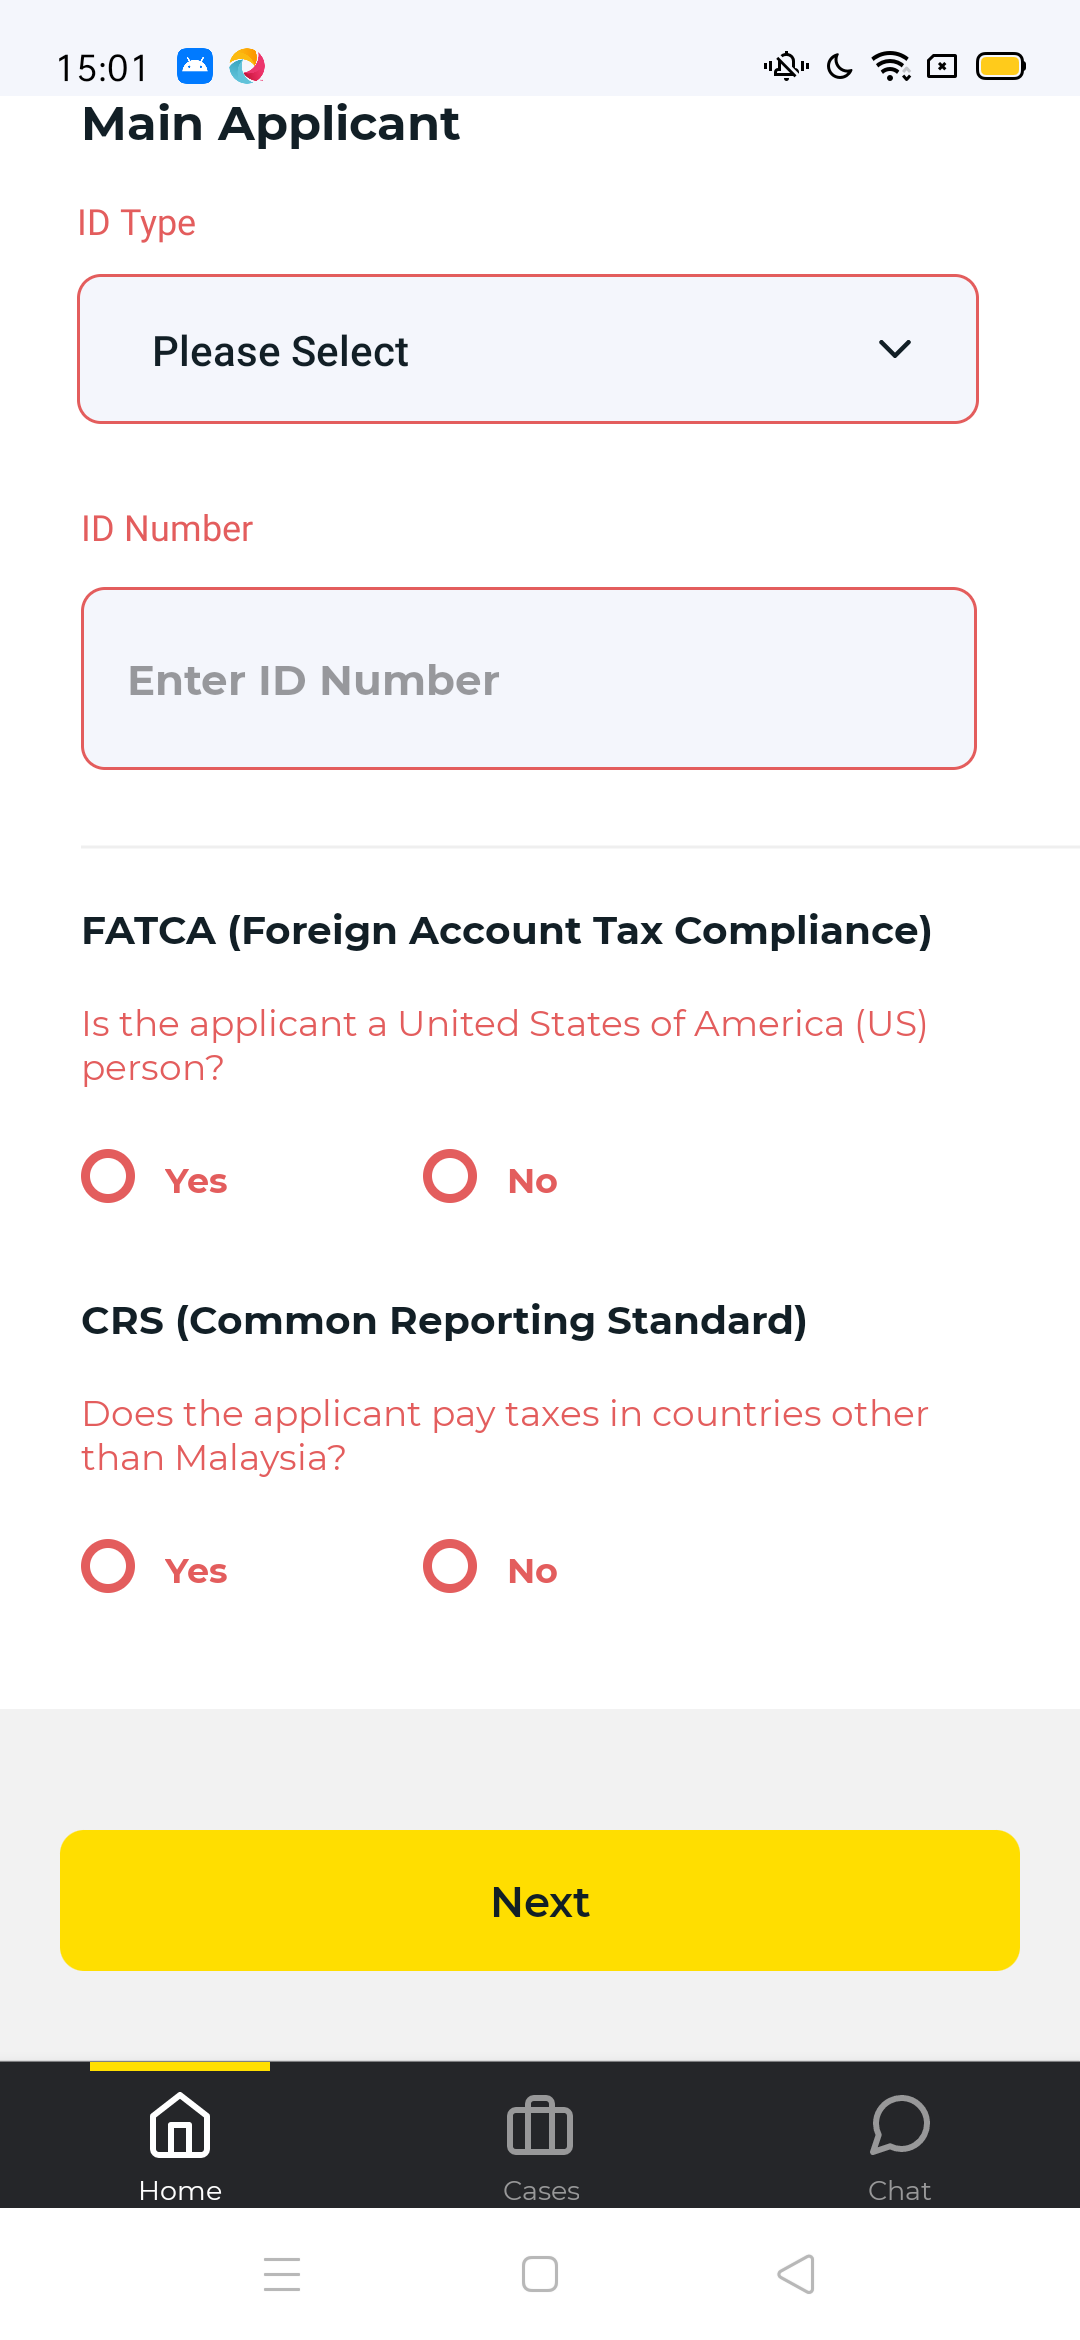 15:01
Main Applicant
ID Type
Please Select
ID Number
Enter ID Number
FATCA (Foreign Account Tax Compliance)
Is the applicant a United States of America (US)
person?
Yes No
CRS (Common Reporting Standard)
Does the applicant pay taxes in countries other
than Malaysia?
Yes No
Next
Home Cases Chat